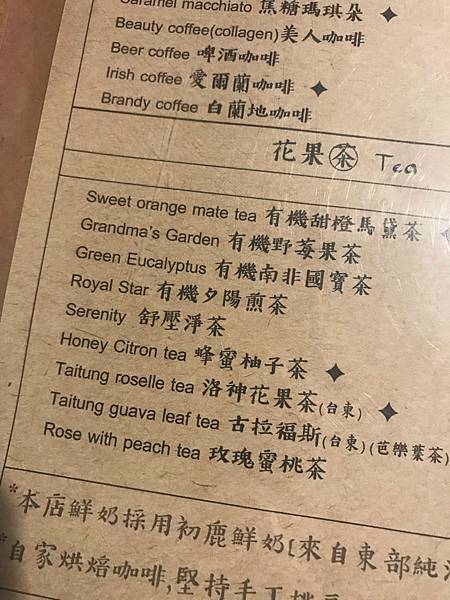 Caramel macchiato 焦糖瑪琪朵
Beauty coffee(collagen)美人咖啡
Beer coffee 啤酒咖啡
Irish coffee 愛爾蘭咖啡
Brandy coffee 白蘭地咖啡
花果茶 Tea
Sweet orange mate tea 有機甜橙馬黛茶
Grandma's Garden 有機野莓果茶
Green Eucalyptus 有機南非國寶茶
Royal Star 有機夕陽煎茶
Serenity 舒壓淨茶
Honey Citron tea 蜂蜜柚子茶
Taitung roselle tea 洛神花果茶(台東)
Taitung guava leaf tea 古拉福斯(台東)(芭樂葉茶)
Rose with peach tea 玫瑰蜜桃茶
*本店鮮奶採用初鹿鮮奶[來自東部純
*自家烘焙咖啡,堅持手工挑